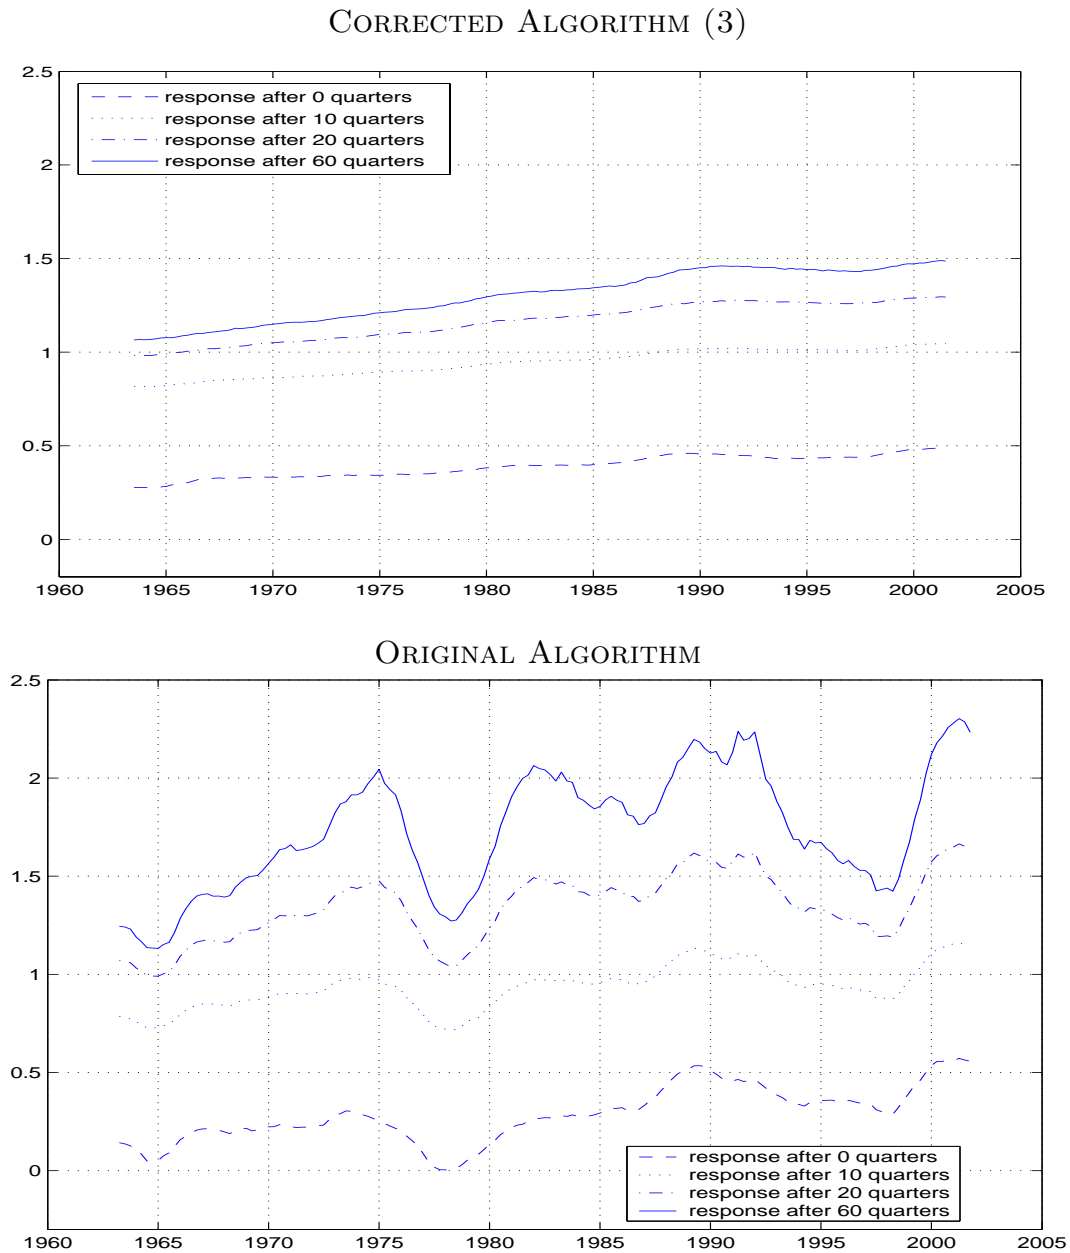 CORRECTED ALGORITHM (3)
2.5
response after 0 quarters
response after 10 quarters
response after 20 quarters
response after 60 quarters
2
1.5
1
0.5
0
1960 1965 1970 1975 1980 1985 1990 1995 2000 2005
ORIGINAL ALGORITHM
2.5
2
1.5
1
0.5
response after 0 quarters
response after 10 quarters
response after 20 quarters
response after 60 quarters
0
1960 1965 1970 1975 1980 1985 1990 1995 2000 2005